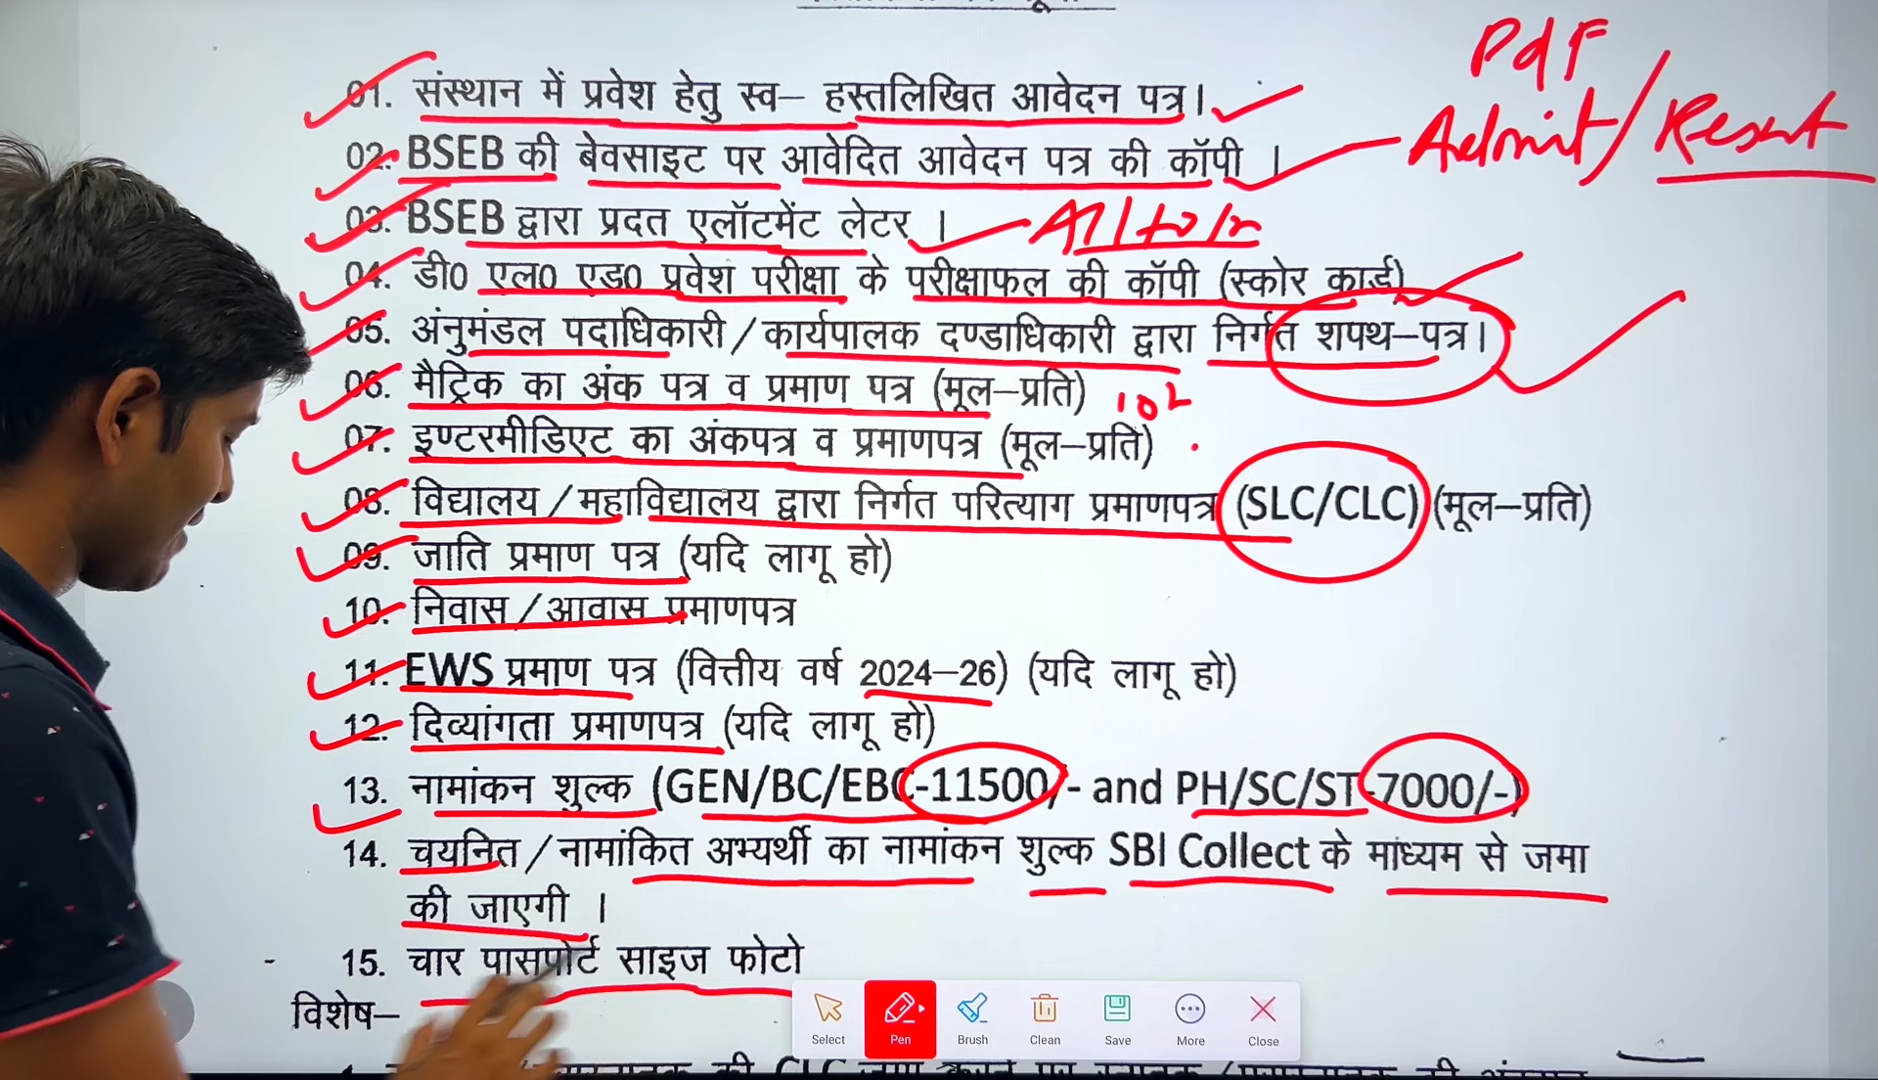 Pdf
Admit/Result
01. संस्थान में प्रवेश हेतु स्व– हस्तलिखित आवेदन पत्र।
02. BSEB की बेवसाइट पर आवेदित आवेदन पत्र की कॉपी ।
03. BSEB द्वारा प्रदत एलॉटमेंट लेटर ।
04. डी0 एल0 एड0 प्रवेश परीक्षा के परीक्षाफल की कॉपी (स्कोर कार्ड)
05. अंनुमंडल पदाधिकारी/कार्यपालक दण्डाधिकारी द्वारा निर्गत शपथ–पत्र।
06. मैट्रिक का अंक पत्र व प्रमाण पत्र (मूल–प्रति)
07. इण्टरमीडिएट का अंकपत्र व प्रमाणपत्र (मूल–प्रति)
08. विद्यालय/महाविद्यालय द्वारा निर्गत परित्याग प्रमाणपत्र (SLC/CLC) (मूल–प्रति)
09. जाति प्रमाण पत्र (यदि लागू हो)
10. निवास/आवास प्रमाणपत्र
11. EWS प्रमाण पत्र (वित्तीय वर्ष 2024–26) (यदि लागू हो)
12. दिव्यांगता प्रमाणपत्र (यदि लागू हो)
13. नामांकन शुल्क (GEN/BC/EBC-11500/- and PH/SC/ST-7000/-)
14. चयनित/नामांकित अभ्यर्थी का नामांकन शुल्क SBI Collect के माध्यम से जमा
की जाएगी ।
15. चार पासपोर्ट साइज फोटो
विशेष–
Select Pen Brush Clean Save More Close